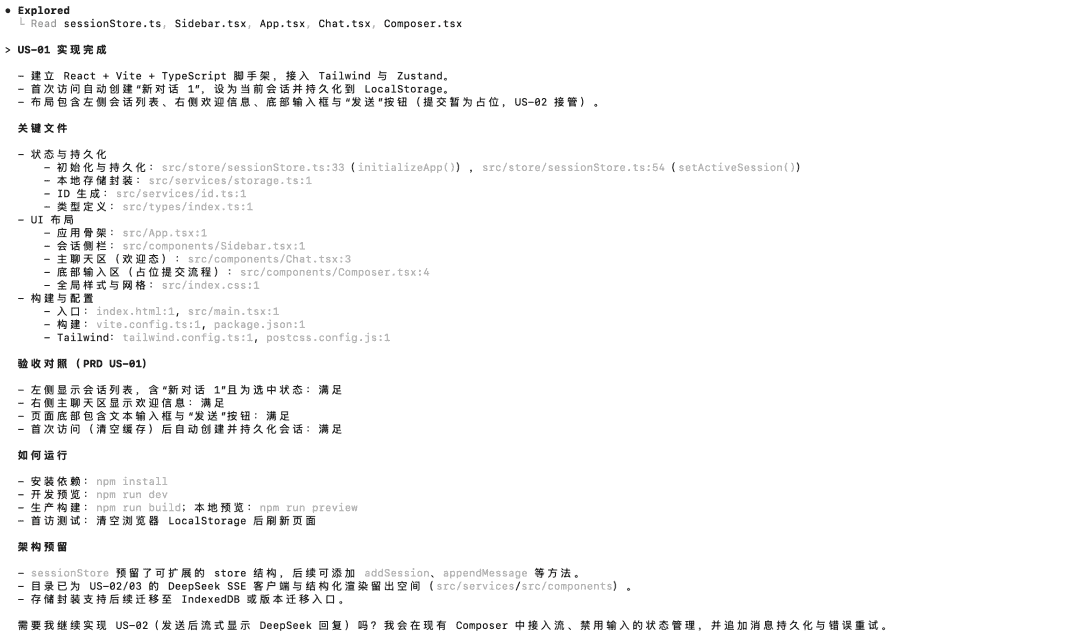 ● Explored
└ Read sessionStore.ts, Sidebar.tsx, App.tsx, Chat.tsx, Composer.tsx
> US-01 实现完成
- 建立 React + Vite + TypeScript 脚手架，接入 Tailwind 与 Zustand。
- 首次访问自动创建“新对话 1”，设为当前会话并持久化到 LocalStorage。
- 布局包含左侧会话列表、右侧欢迎信息、底部输入框与“发送”按钮（提交暂为占位，US-02 接管）。
关键文件
- 状态与持久化
- 初始化与持久化：src/store/sessionStore.ts:33（initializeApp()），src/store/sessionStore.ts:54（setActiveSession()）
- 本地存储封装：src/services/storage.ts:1
- ID 生成：src/services/id.ts:1
- 类型定义：src/types/index.ts:1
- UI 布局
- 应用骨架：src/App.tsx:1
- 会话侧栏：src/components/Sidebar.tsx:1
- 主聊天区（欢迎态）：src/components/Chat.tsx:3
- 底部输入区（占位提交流程）：src/components/Composer.tsx:4
- 全局样式与网格：src/index.css:1
- 构建与配置
- 入口：index.html:1, src/main.tsx:1
- 构建：vite.config.ts:1, package.json:1
- Tailwind：tailwind.config.ts:1, postcss.config.js:1
验收对照（PRD US-01）
- 左侧显示会话列表，含“新对话 1”且为选中状态：满足
- 右侧主聊天区显示欢迎信息：满足
- 页面底部包含文本输入框与“发送”按钮：满足
- 首次访问（清空缓存）后自动创建并持久化会话：满足
如何运行
- 安装依赖：npm install
- 开发预览：npm run dev
- 生产构建：npm run build；本地预览：npm run preview
- 首访测试：清空浏览器 LocalStorage 后刷新页面
架构预留
- sessionStore 预留了可扩展的 store 结构，后续可添加 addSession、appendMessage 等方法。
- 目录已为 US-02/03 的 DeepSeek SSE 客户端与结构化渲染留出空间（src/services/src/components）。
- 存储封装支持后续迁移至 IndexedDB 或版本迁移入口。
需要我继续实现 US-02（发送后流式显示 DeepSeek 回复）吗？我会在现有 Composer 中接入流、禁用输入的状态管理，并追加消息持久化与错误重试。